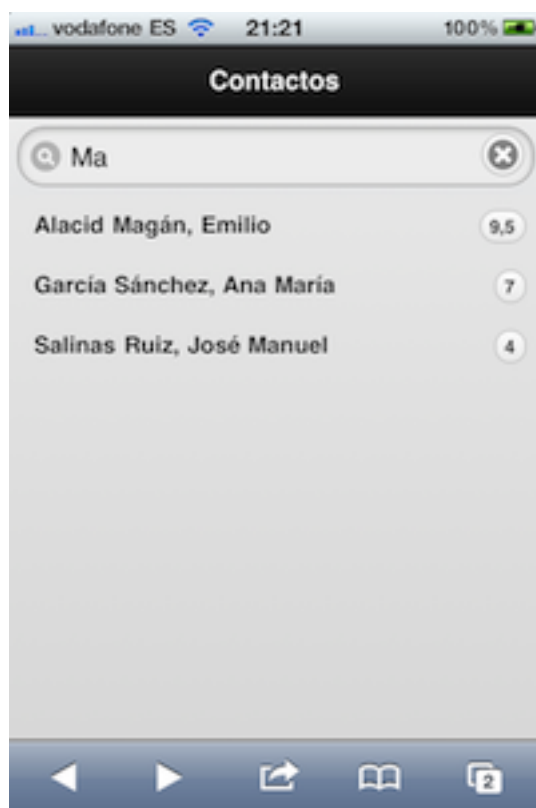 vodafone ES 21:21 100%
Contactos
Ma
Alacid Magán, Emilio 9,5
García Sánchez, Ana María 7
Salinas Ruiz, José Manuel 4
2